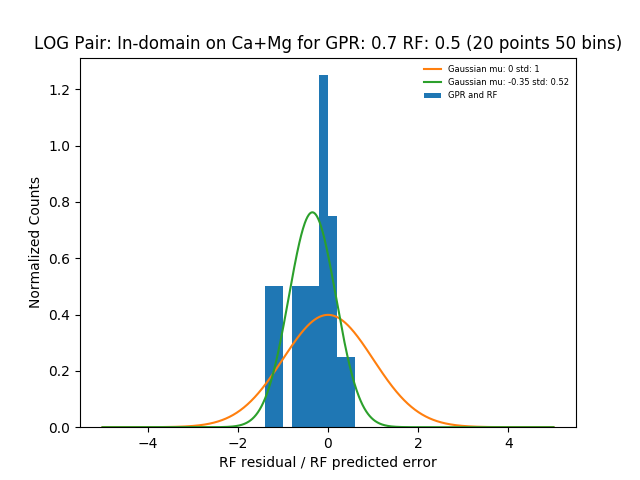 LOG Pair: In-domain on Ca+Mg for GPR: 0.7 RF: 0.5 (20 points 50 bins)
Gaussian mu: 0 std: 1
Gaussian mu: -0.35 std: 0.52
GPR and RF
Normalized Counts
1.2
1.0
0.8
0.6
0.4
0.2
0.0
−4 −2 0 2 4
RF residual / RF predicted error